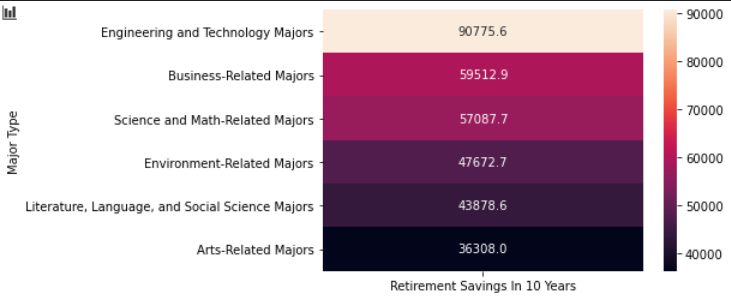 Major Type
Engineering and Technology Majors 90775.6
Business-Related Majors 59512.9
Science and Math-Related Majors 57087.7
Environment-Related Majors 47672.7
Literature, Language, and Social Science Majors 43878.6
Arts-Related Majors 36308.0
Retirement Savings In 10 Years
90000
80000
70000
60000
50000
40000